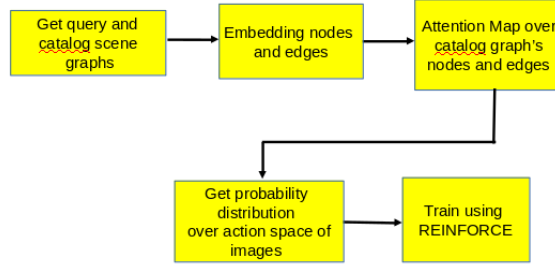 Get query and
catalog scene
graphs
Embedding nodes
and edges
Attention Map over
catalog graph's
nodes and edges
Get probability
distribution
over action space of
images
Train using
REINFORCE